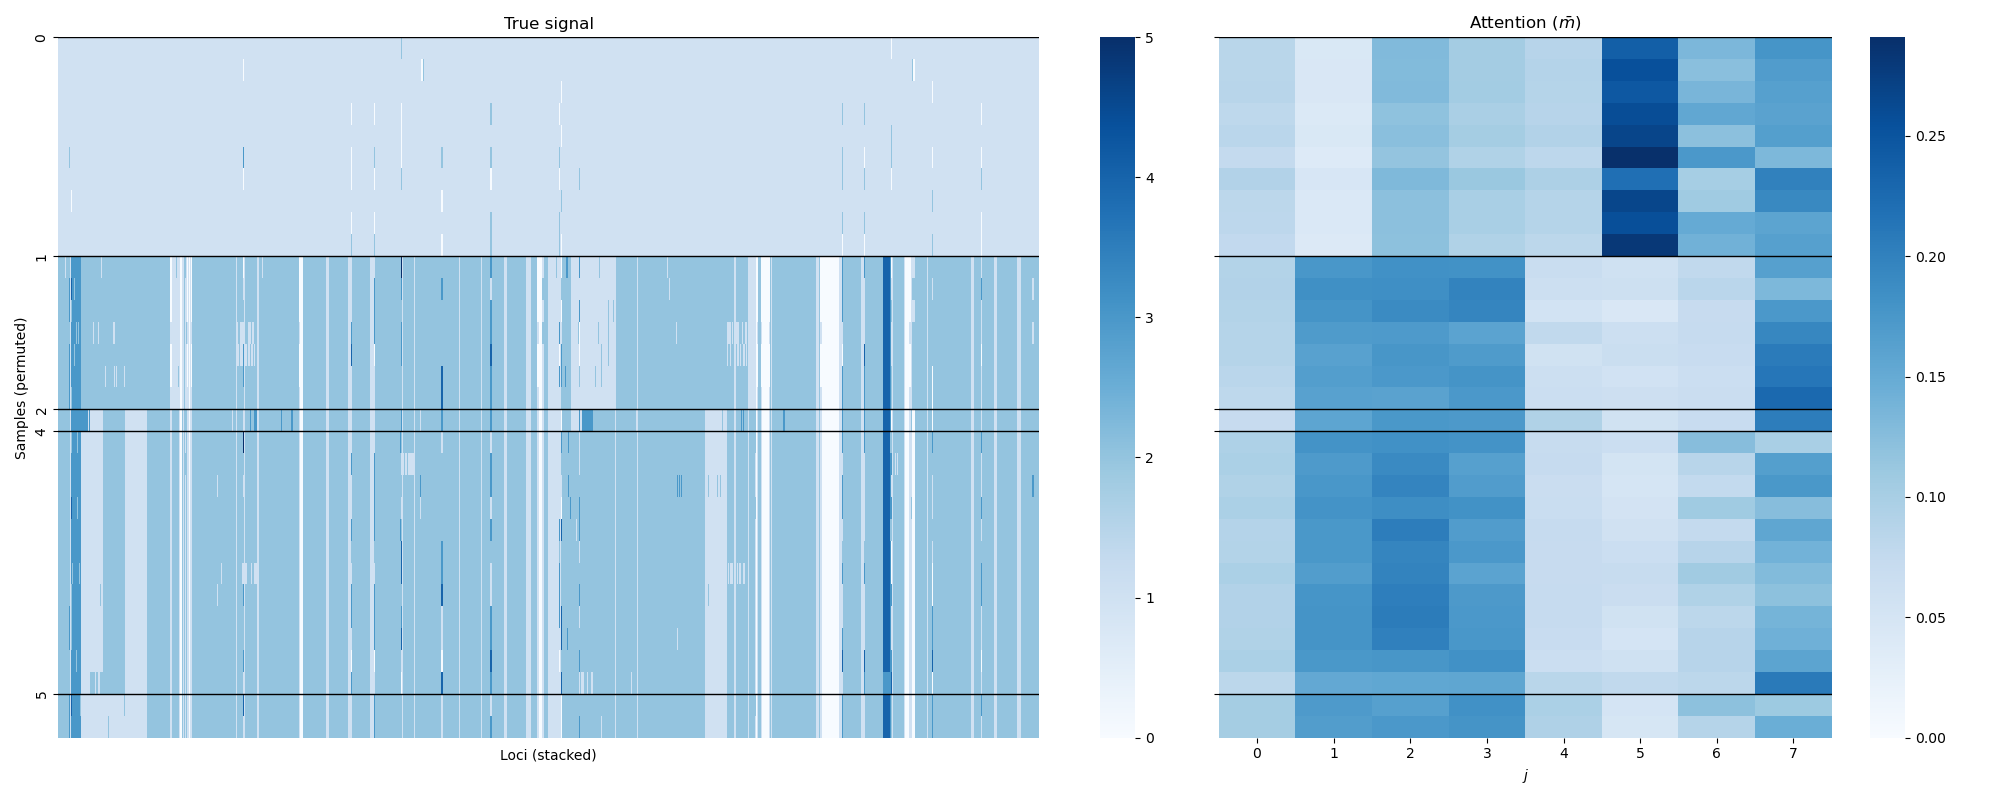 True signal
Attention (m̄)
0
1
2
4
5
Samples (permuted)
Loci (stacked)
5
4
3
2
1
0
0 1 2 3 4 5 6 7
j
0.25
0.20
0.15
0.10
0.05
0.00